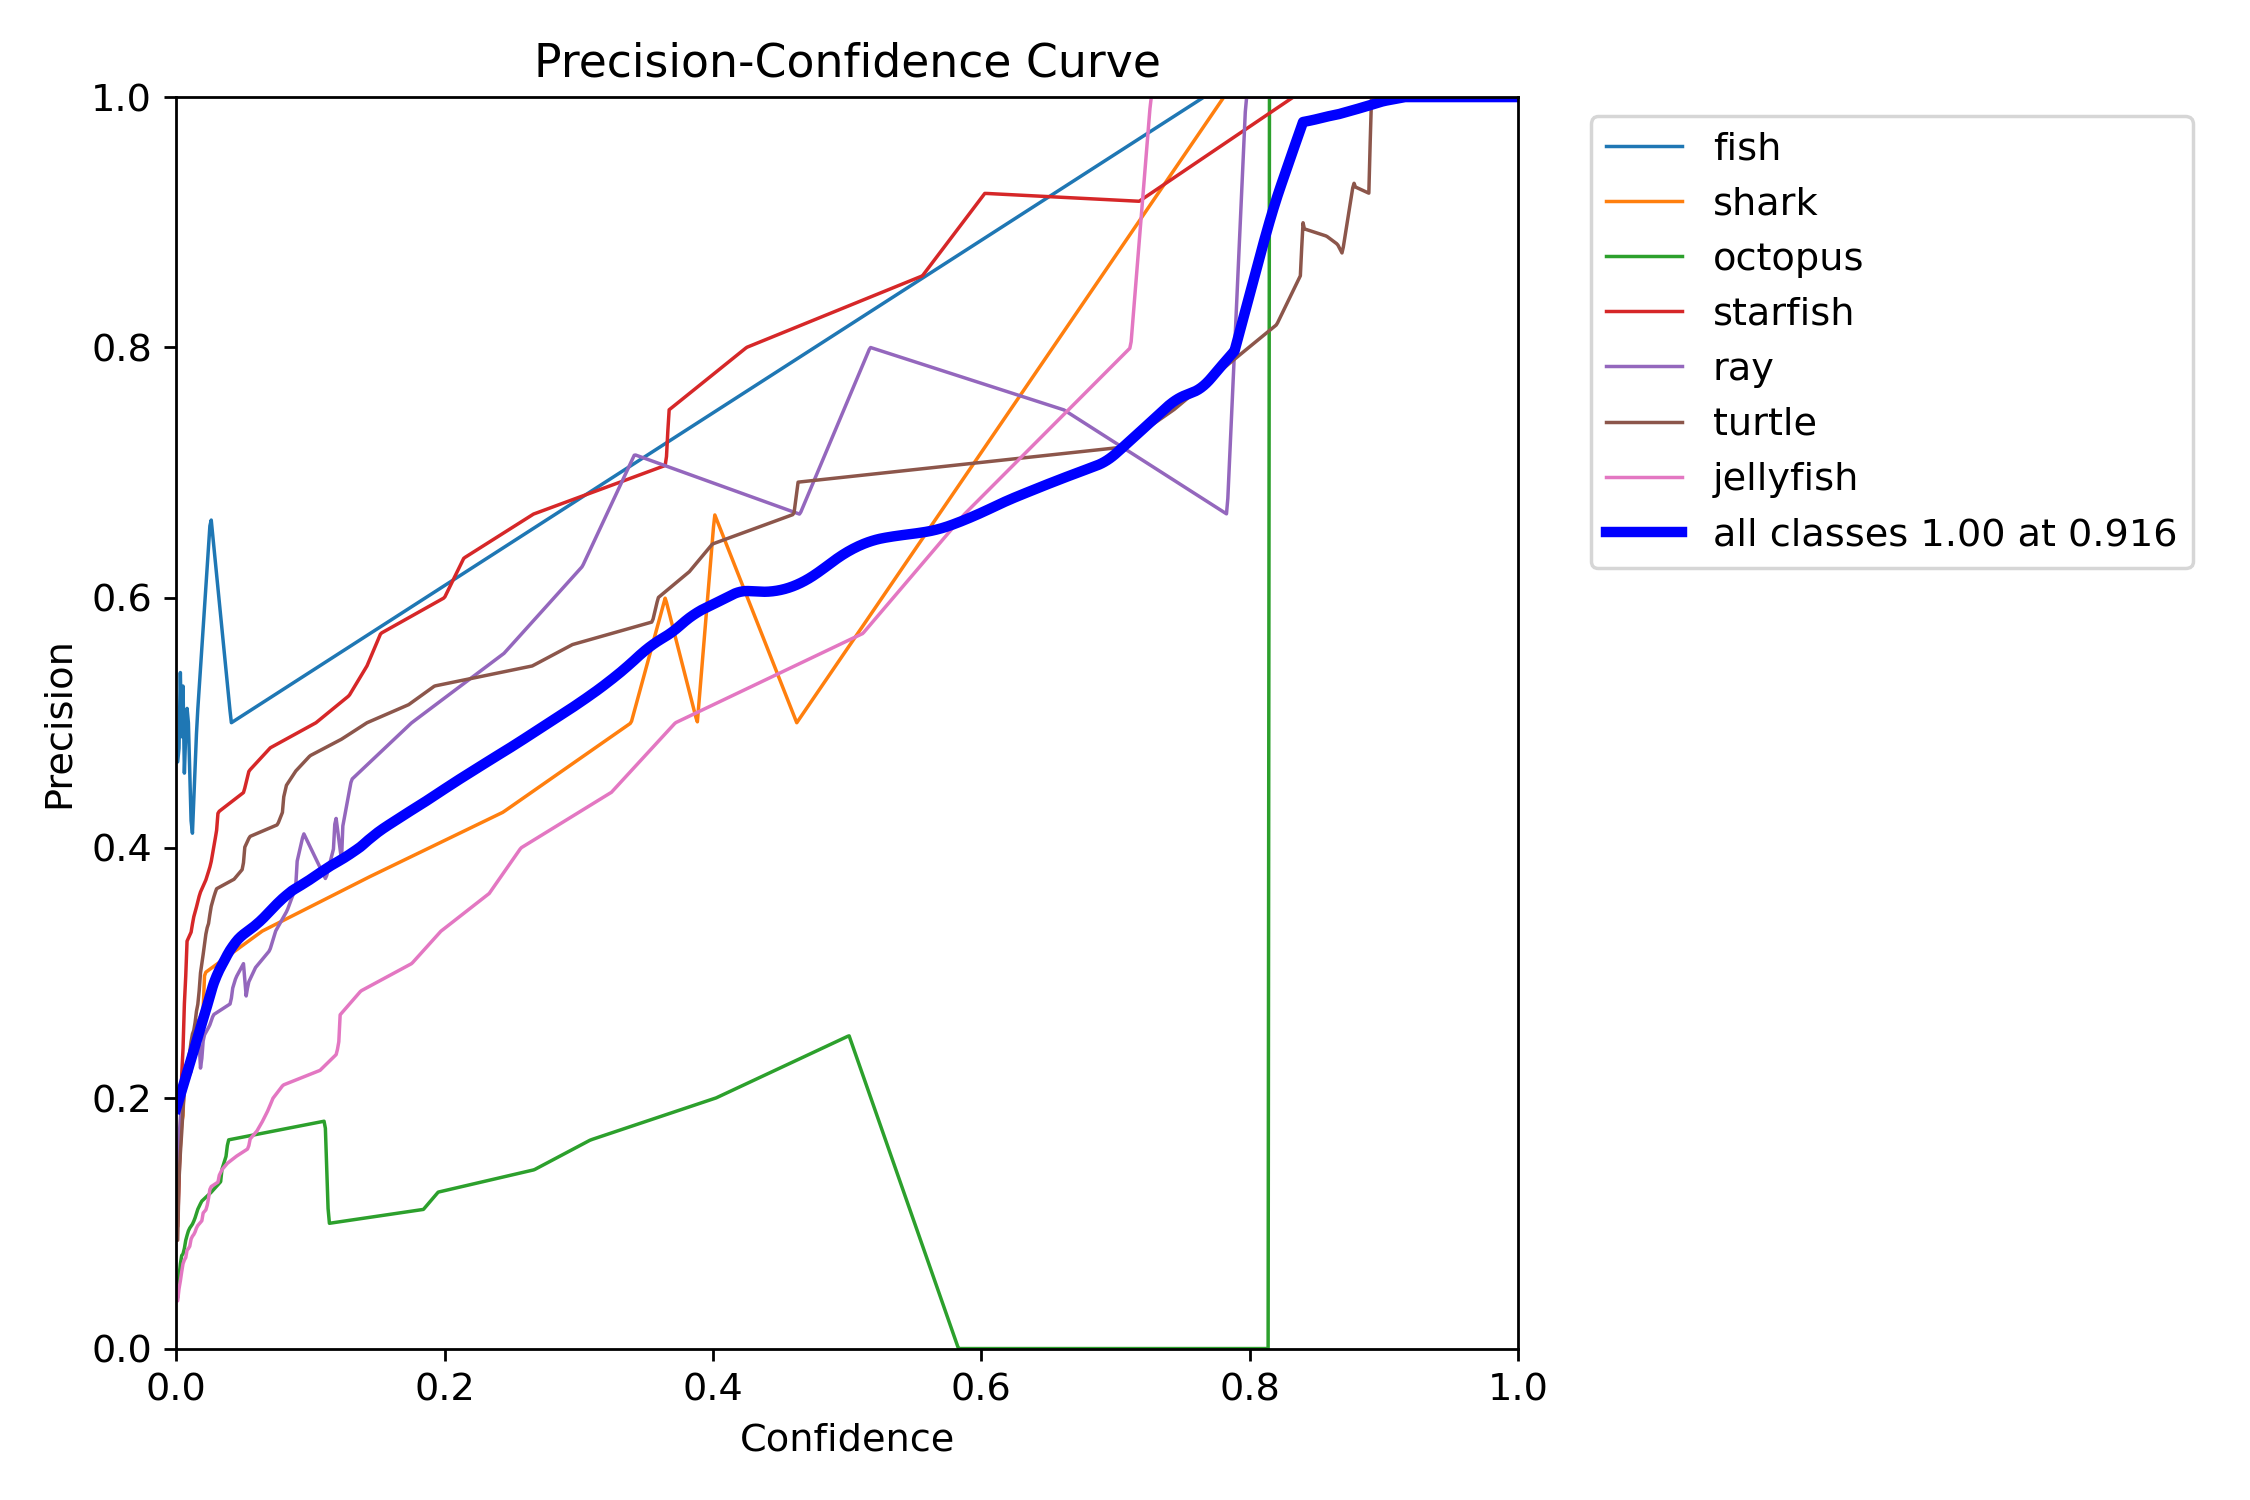 Precision-Confidence Curve
1.0
0.8
0.6
0.4
0.2
0.0
Precision
0.0 0.2 0.4 0.6 0.8 1.0
Confidence
fish
shark
octopus
starfish
ray
turtle
jellyfish
all classes 1.00 at 0.916